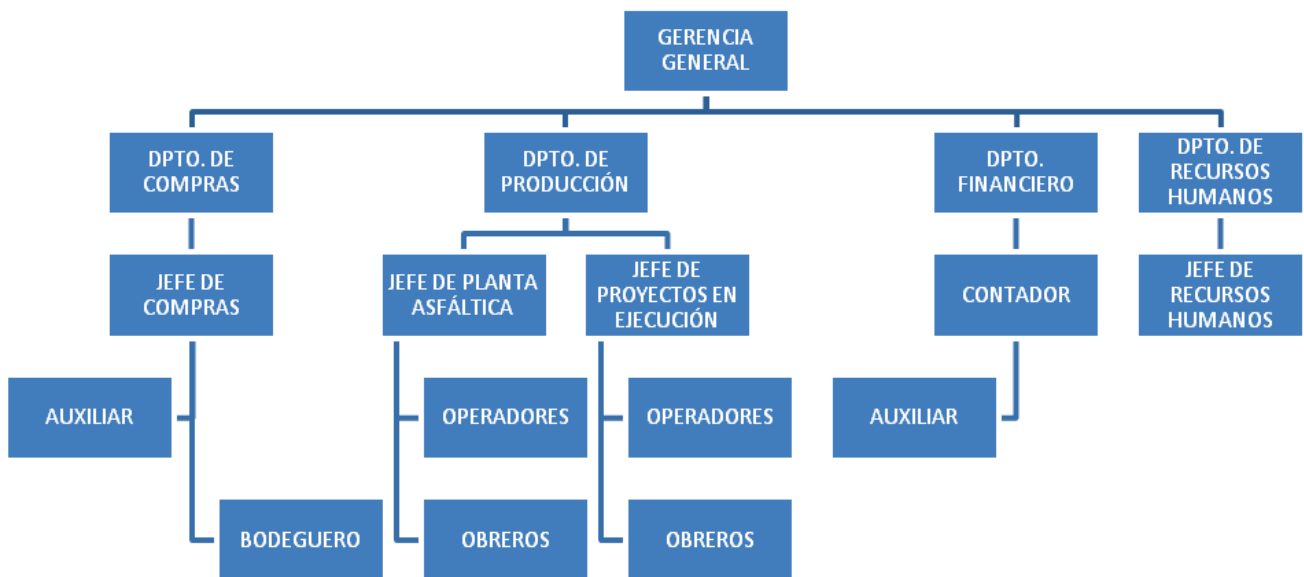 GERENCIA
GENERAL
DPTO. DE
COMPRAS
DPTO. DE
PRODUCCIÓN
DPTO.
FINANCIERO
DPTO. DE
RECURSOS
HUMANOS
JEFE DE
COMPRAS
JEFE DE PLANTA
ASFÁLTICA
JEFE DE
PROYECTOS EN
EJECUCIÓN
CONTADOR
JEFE DE
RECURSOS
HUMANOS
AUXILIAR
OPERADORES
OPERADORES
AUXILIAR
BODEGUERO
OBREROS
OBREROS